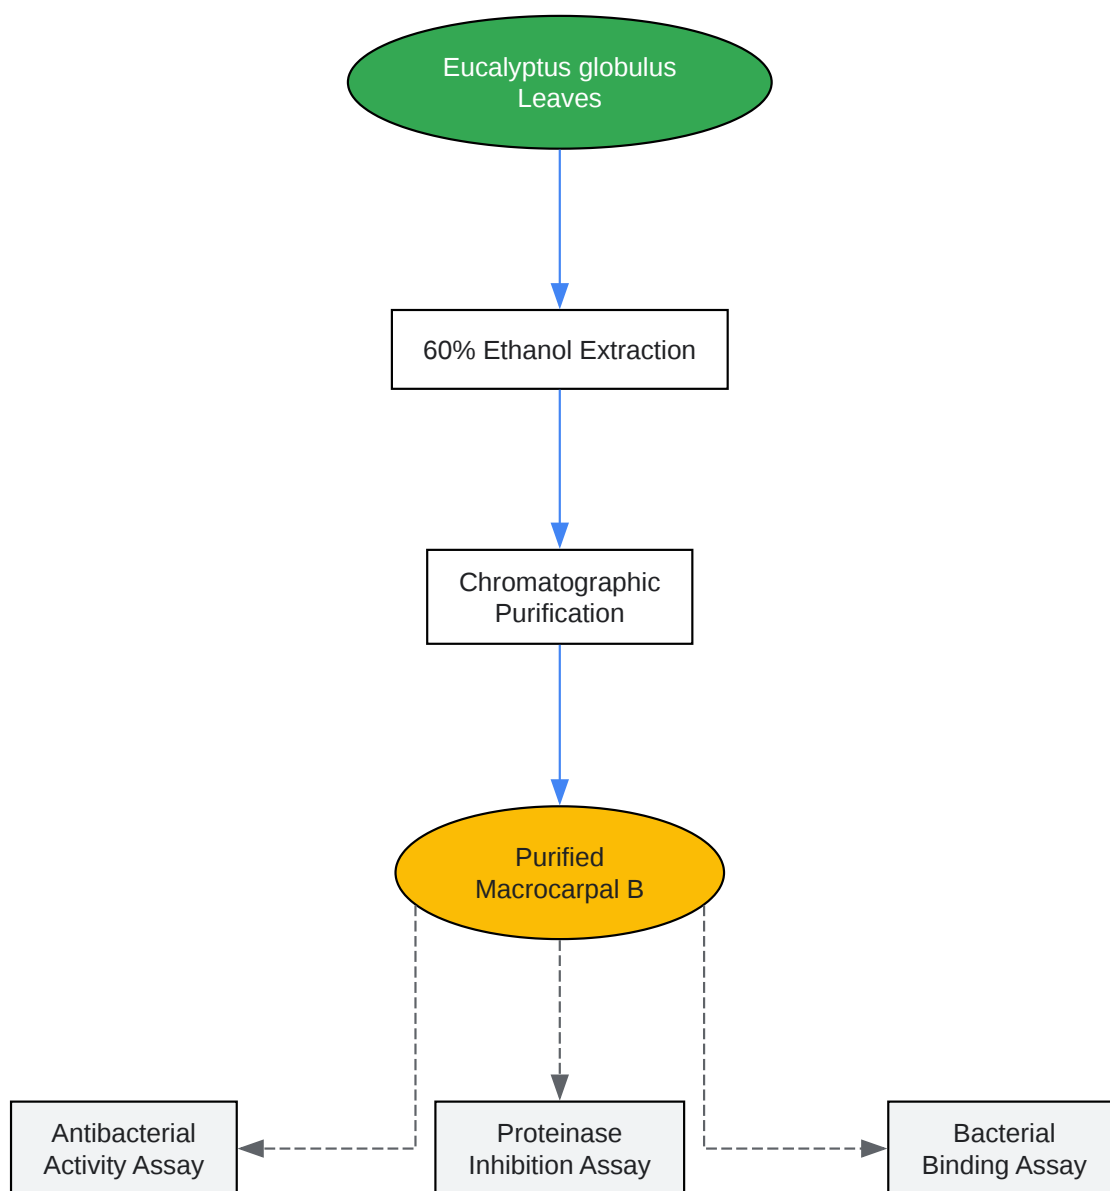 Eucalyptus globulus
Leaves
60% Ethanol Extraction
Chromatographic
Purification
Purified
Macrocarpal B
Antibacterial
Activity Assay
Proteinase
Inhibition Assay
Bacterial
Binding Assay